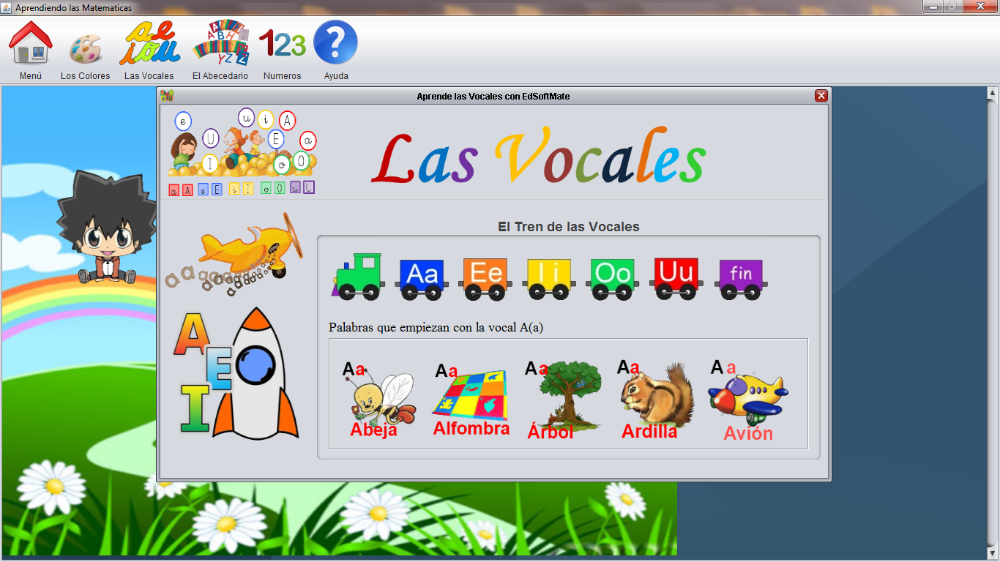 Aprendiendo las Matematicas
Menú
Los Colores
Las Vocales
El Abecedario
Numeros
Ayuda
Aprende las Vocales con EdSoftMate
e U u i A I E a o O
a A e E i I o O u U
Las Vocales
El Tren de las Vocales
Aa Ee Ii Oo Uu fin
A
E
I
Palabras que empiezan con la vocal A(a)
Aa Aa Aa Aa Aa
Abeja Alfombra Árbol Ardilla Avión